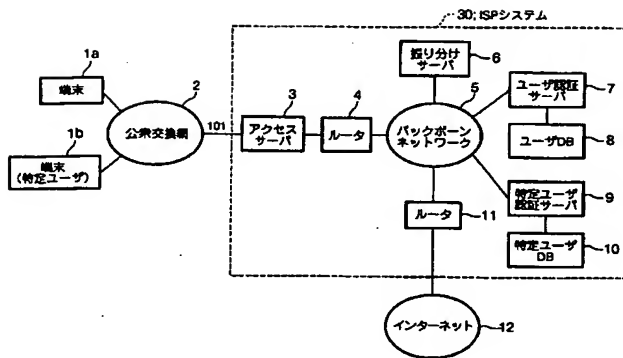 30; ISPシステム
1a
端末
1b
端末
(特定ユーザ)
2
公衆交換網
101
3
アクセス
サーバ
4
ルータ
振り分け
サーバ
6
5
バックボーン
ネットワーク
ユーザ認証
サーバ
7
ユーザDB
8
特定ユーザ
認証サーバ
9
特定ユーザ
DB
10
ルータ
11
インターネット
12